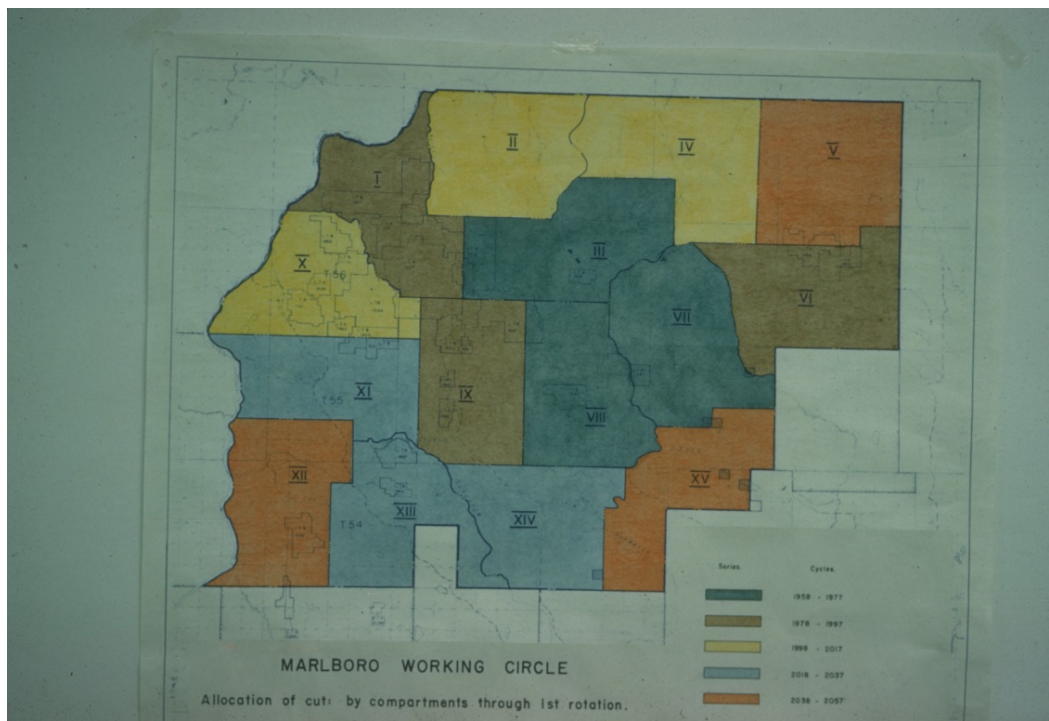 II
IV
V
I
III
X
T 56
VI
VII
XI
T 55
IX
VIII
XII
XV
T 54
XIII
XIV
Series. Cycles.
1958 - 1977
1978 - 1997
1998 - 2017
2018 - 2037
2038 - 2057
MARLBORO WORKING CIRCLE
Allocation of cut: by compartments through 1st rotation.